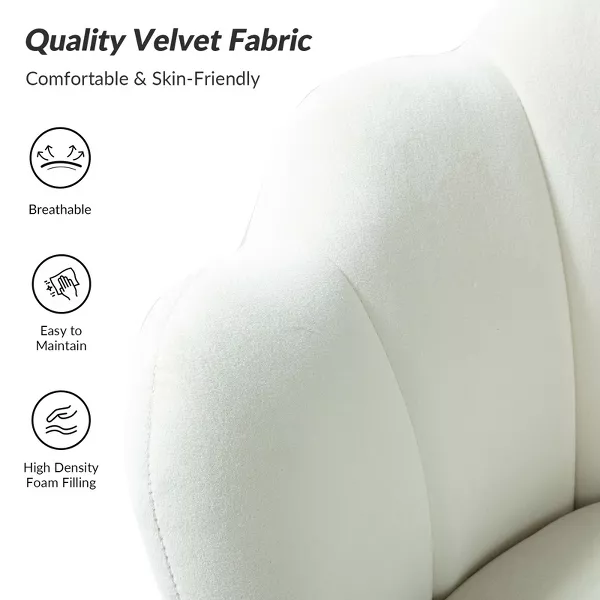 Quality Velvet Fabric
Comfortable & Skin-Friendly
Breathable
Easy to
Maintain
High Density
Foam Filling